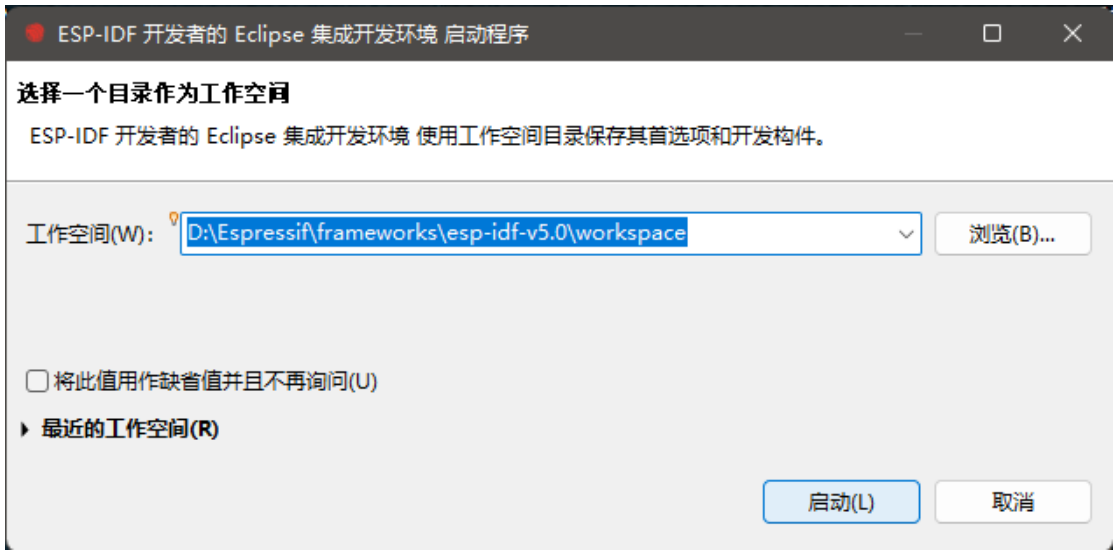 ESP-IDF 开发者的 Eclipse 集成开发环境 启动程序
选择一个目录作为工作空间
ESP-IDF 开发者的 Eclipse 集成开发环境 使用工作空间目录保存其首选项和开发构件。
工作空间(W)： D:\Espressif\frameworks\esp-idf-v5.0\workspace 浏览(B)...
将此值用作缺省值并且不再询问(U)
最近的工作空间(R)
启动(L) 取消